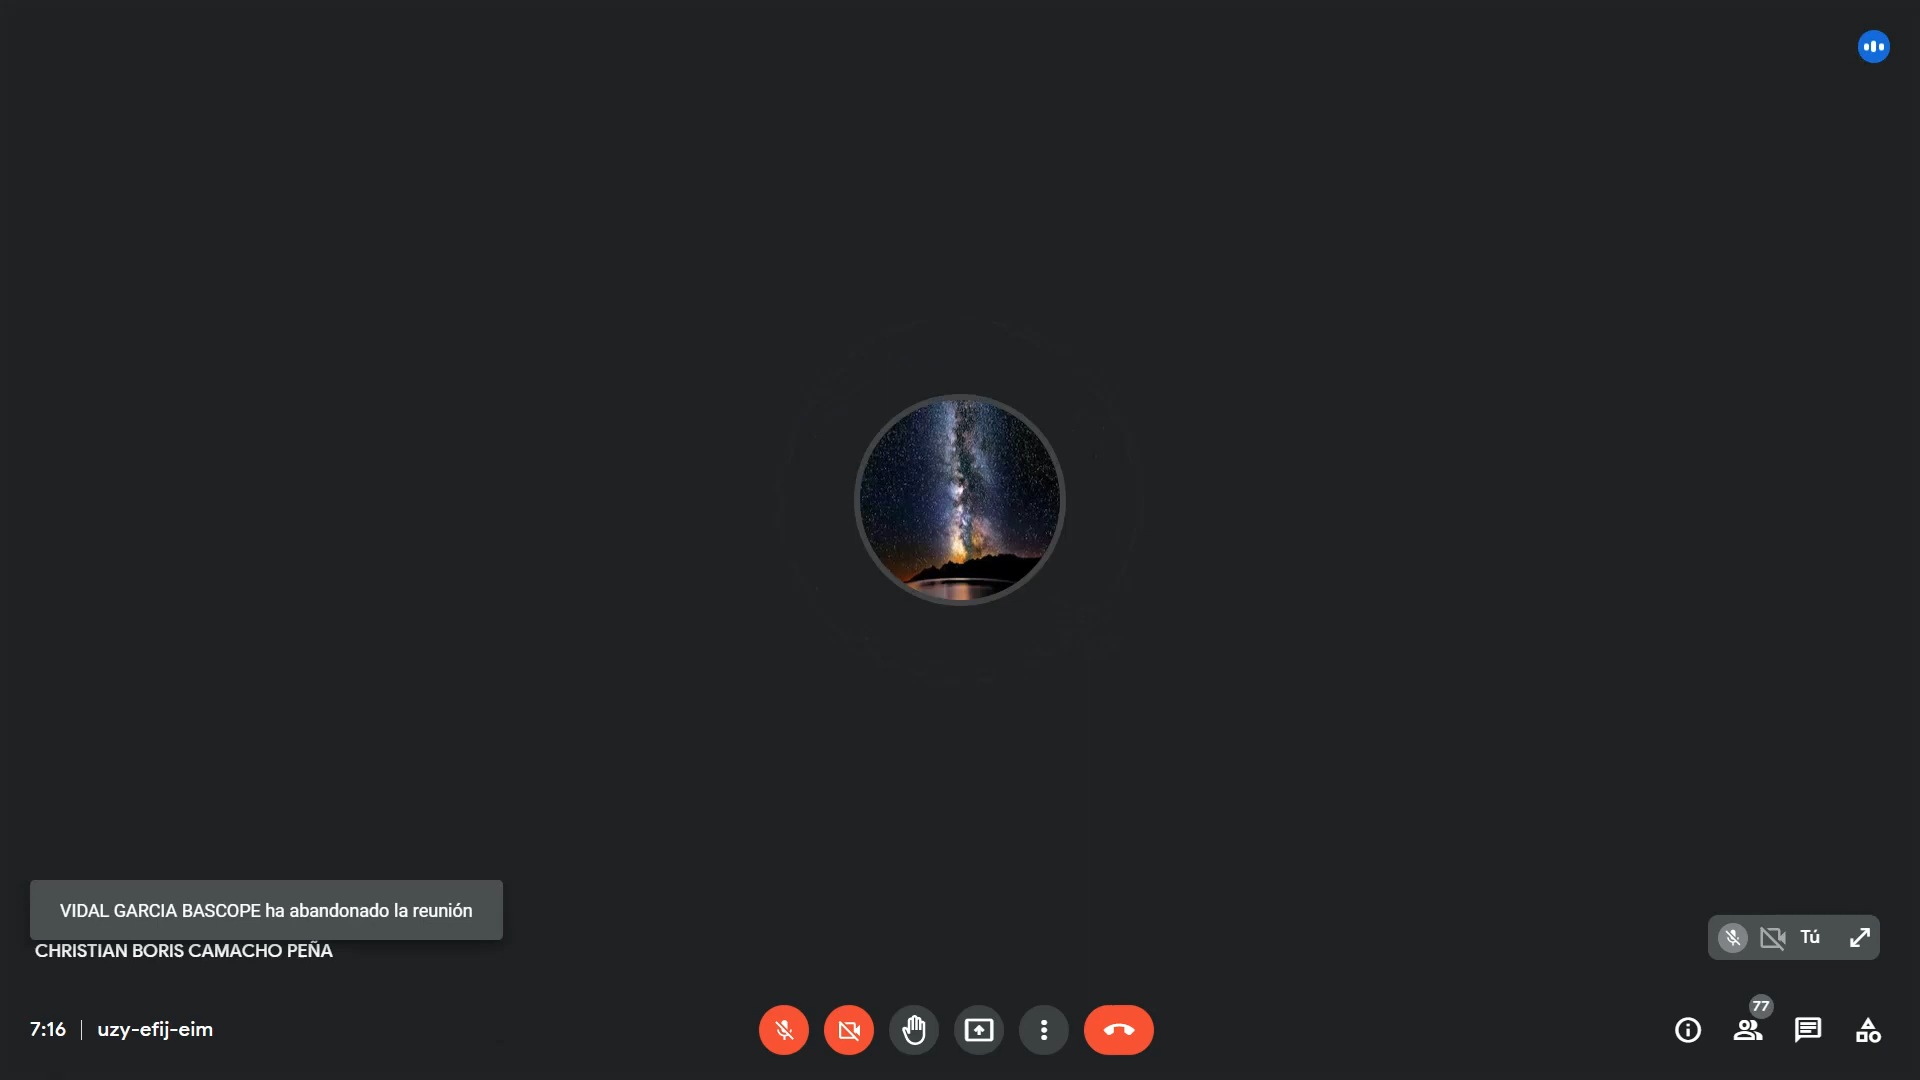 VIDAL GARCIA BASCOPE ha abandonado la reunión
CHRISTIAN BORIS CAMACHO PEÑA
Tú
77
7:16 | uzy-efij-eim